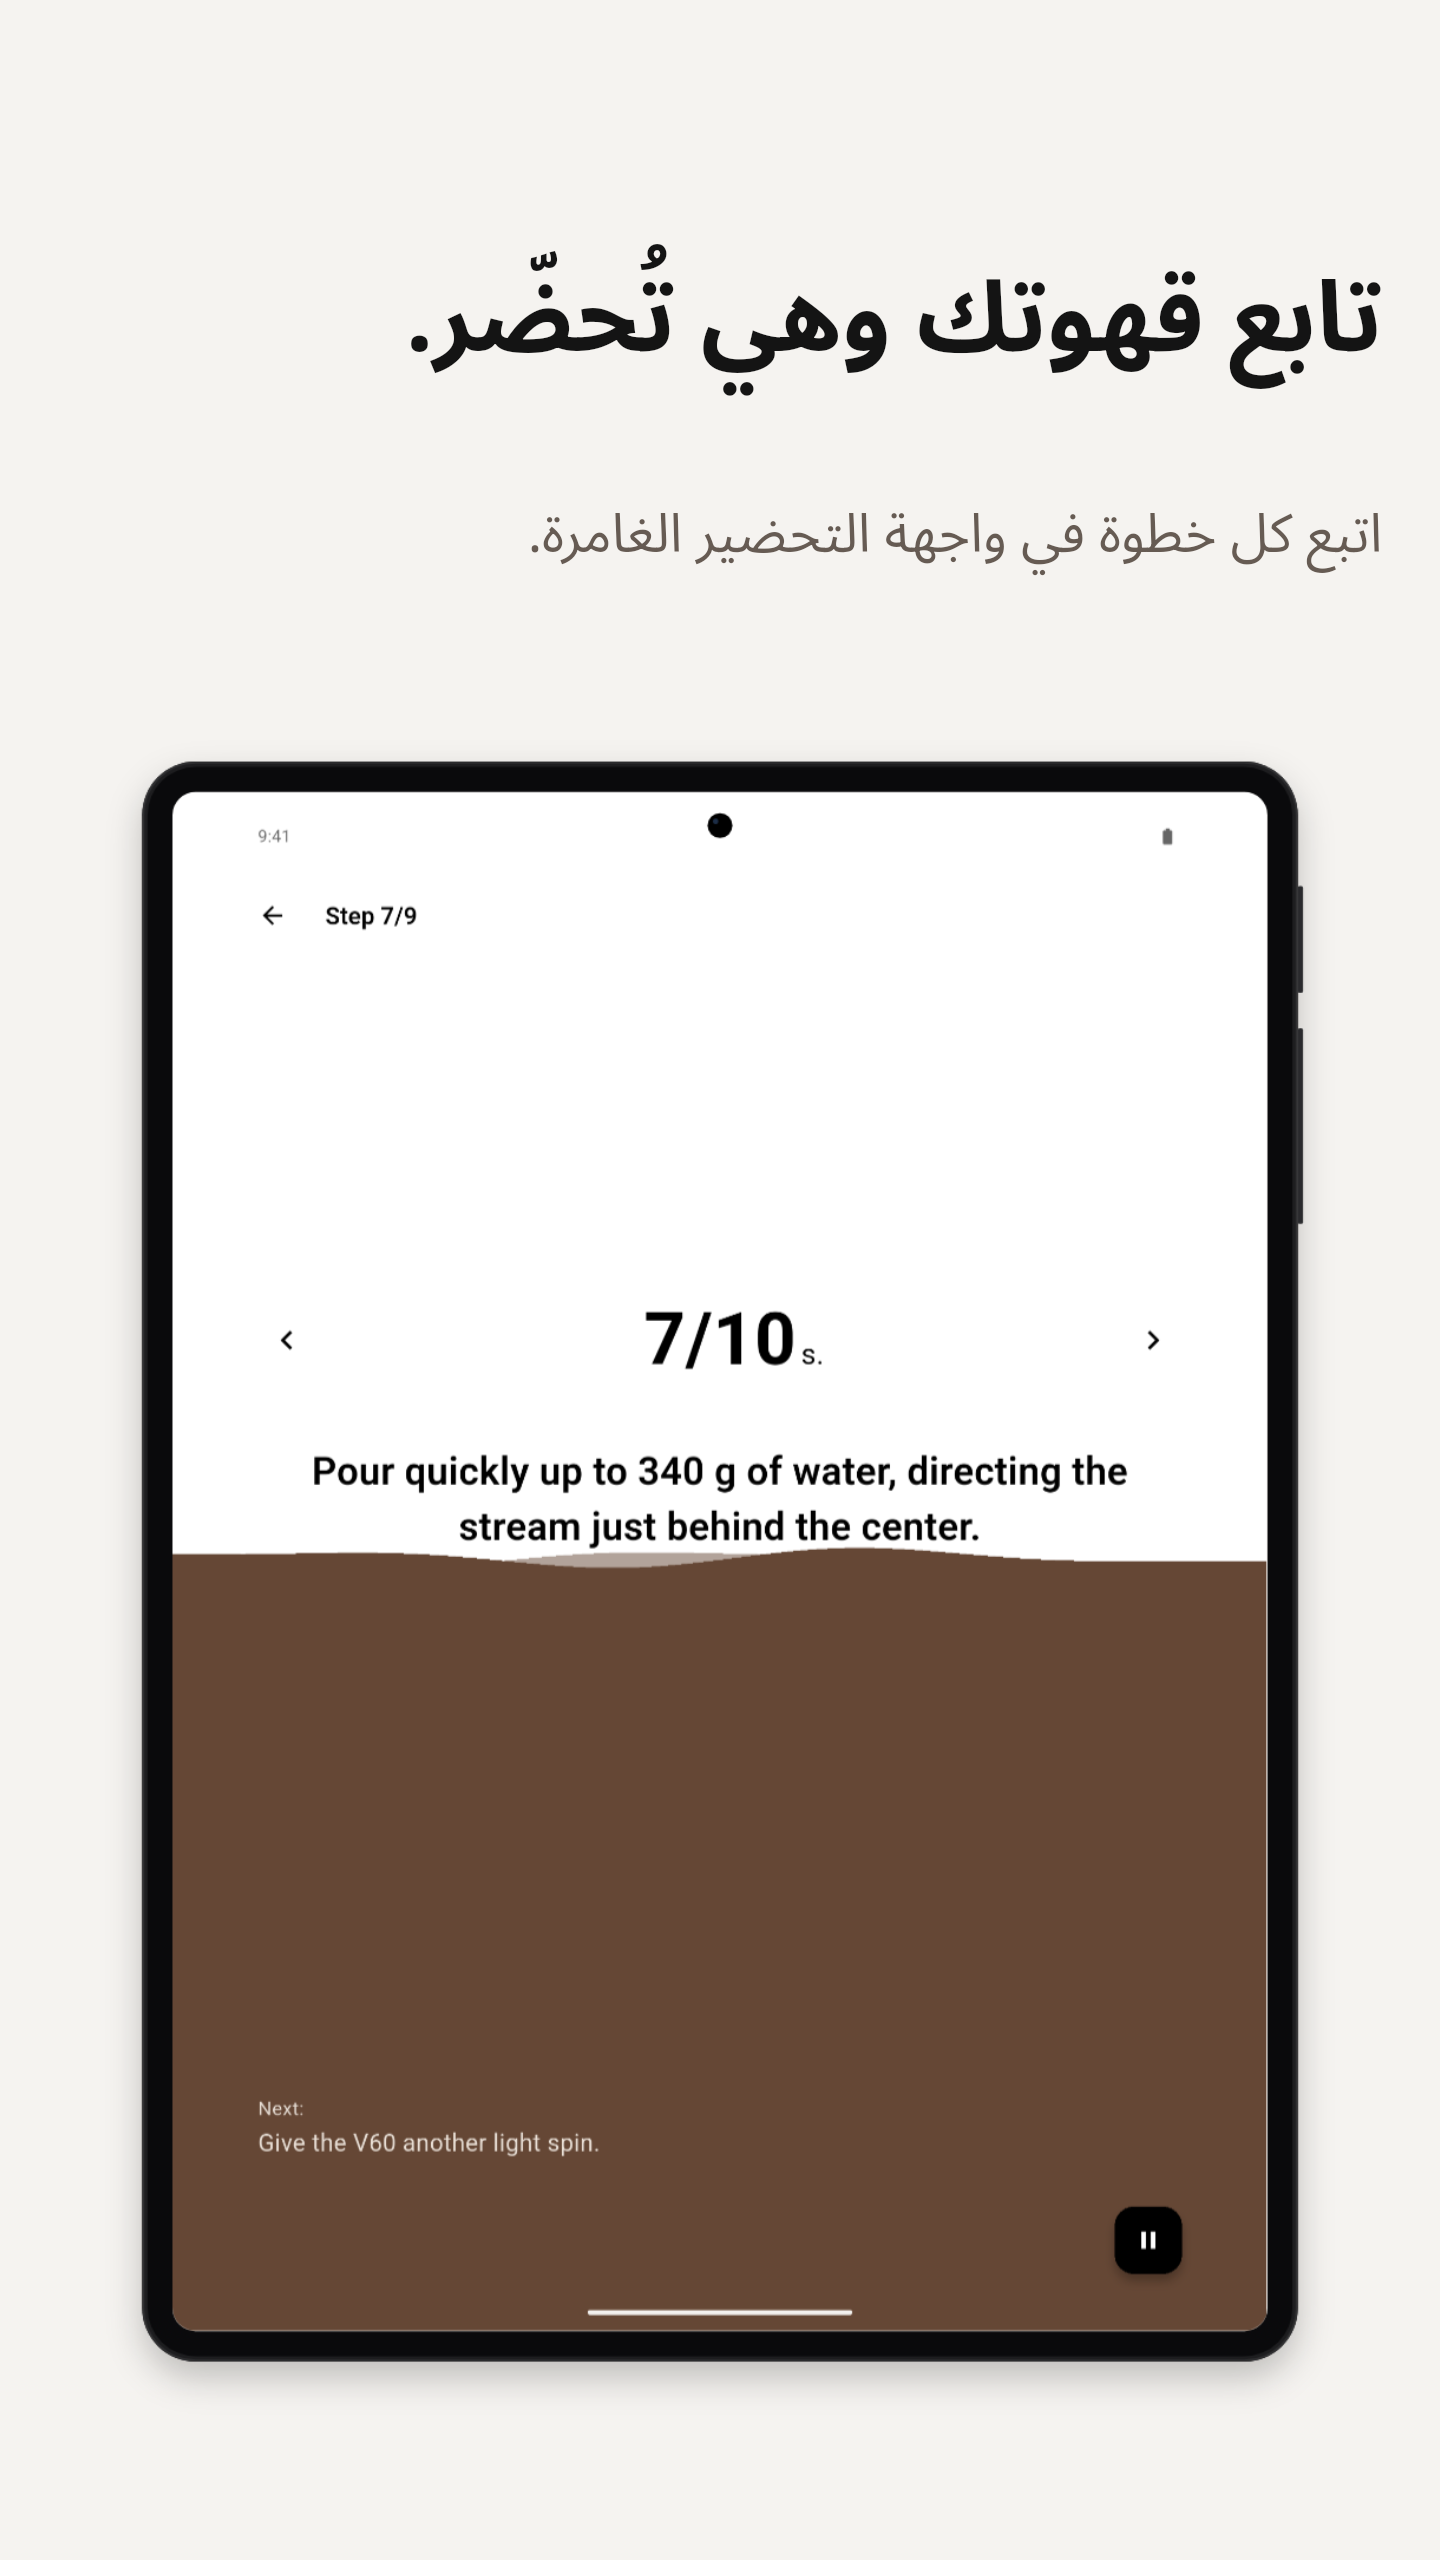 تابع قهوتك وهي تُحضَّر.
اتبع كل خطوة في واجهة التحضير الغامرة.
9:41
Step 7/9
7/10 s.
Pour quickly up to 340 g of water, directing the
stream just behind the center.
Next:
Give the V60 another light spin.